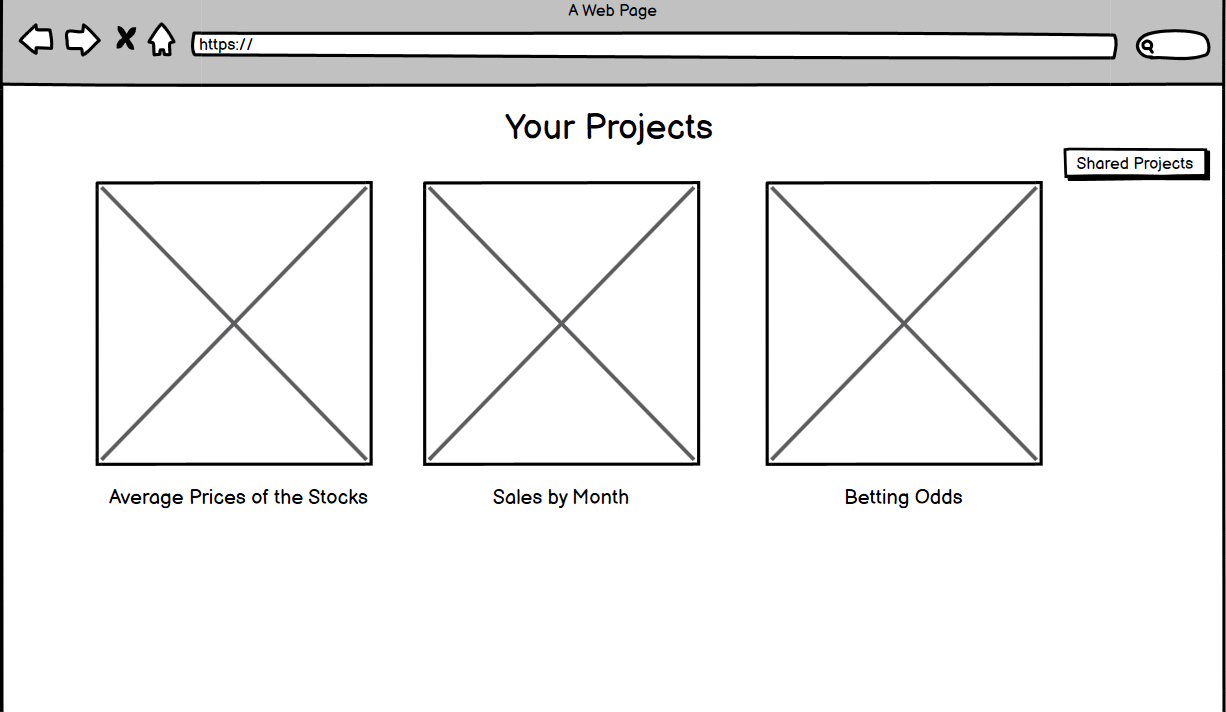 A Web Page
https://
Your Projects
Shared Projects
Average Prices of the Stocks
Sales by Month
Betting Odds